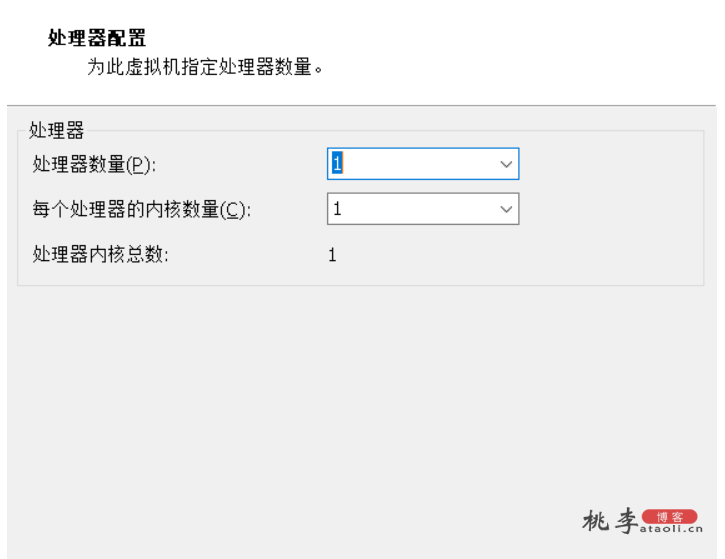 处理器配置
为此虚拟机指定处理器数量。
处理器
处理器数量(P): 1
每个处理器的内核数量(C): 1
处理器内核总数: 1
桃李 博客
ataoli.cn